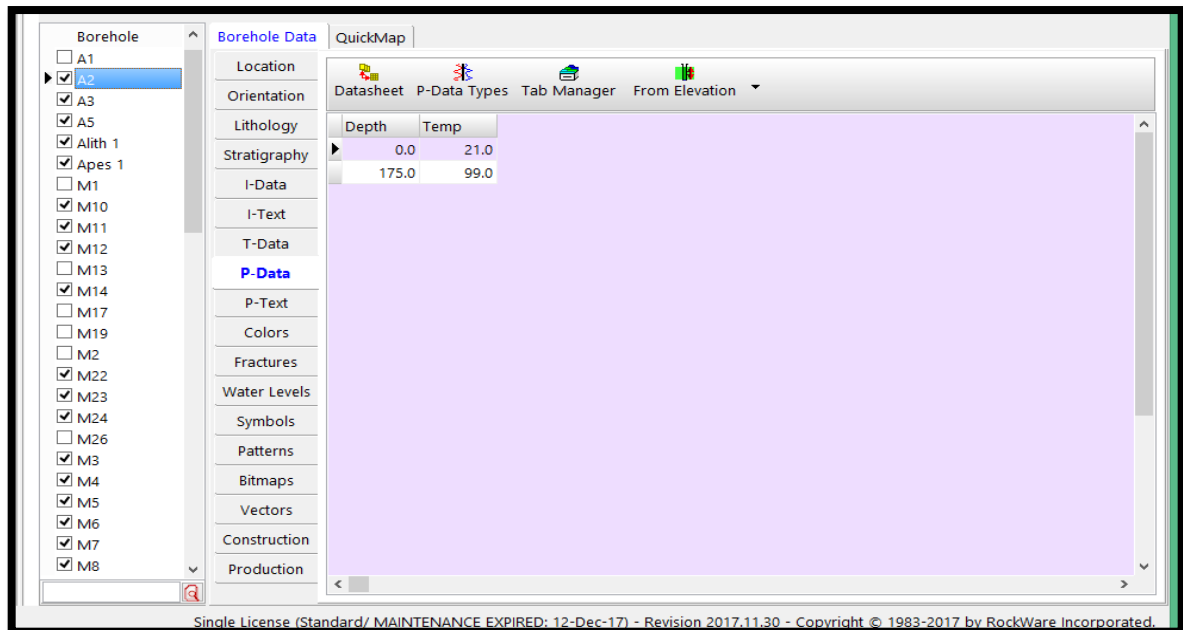 Borehole
A1
A2
A3
A5
Alith 1
Apes 1
M1
M10
M11
M12
M13
M14
M17
M19
M2
M22
M23
M24
M26
M3
M4
M5
M6
M7
M8
Borehole Data QuickMap
Location
Orientation
Lithology
Stratigraphy
I-Data
I-Text
T-Data
P-Data
P-Text
Colors
Fractures
Water Levels
Symbols
Patterns
Bitmaps
Vectors
Construction
Production
Datasheet P-Data Types Tab Manager From Elevation
Depth Temp
0.0 21.0
175.0 99.0
Single License (Standard/ MAINTENANCE EXPIRED: 12-Dec-17) - Revision 2017.11.30 - Copyright © 1983-2017 by RockWare Incorporated.